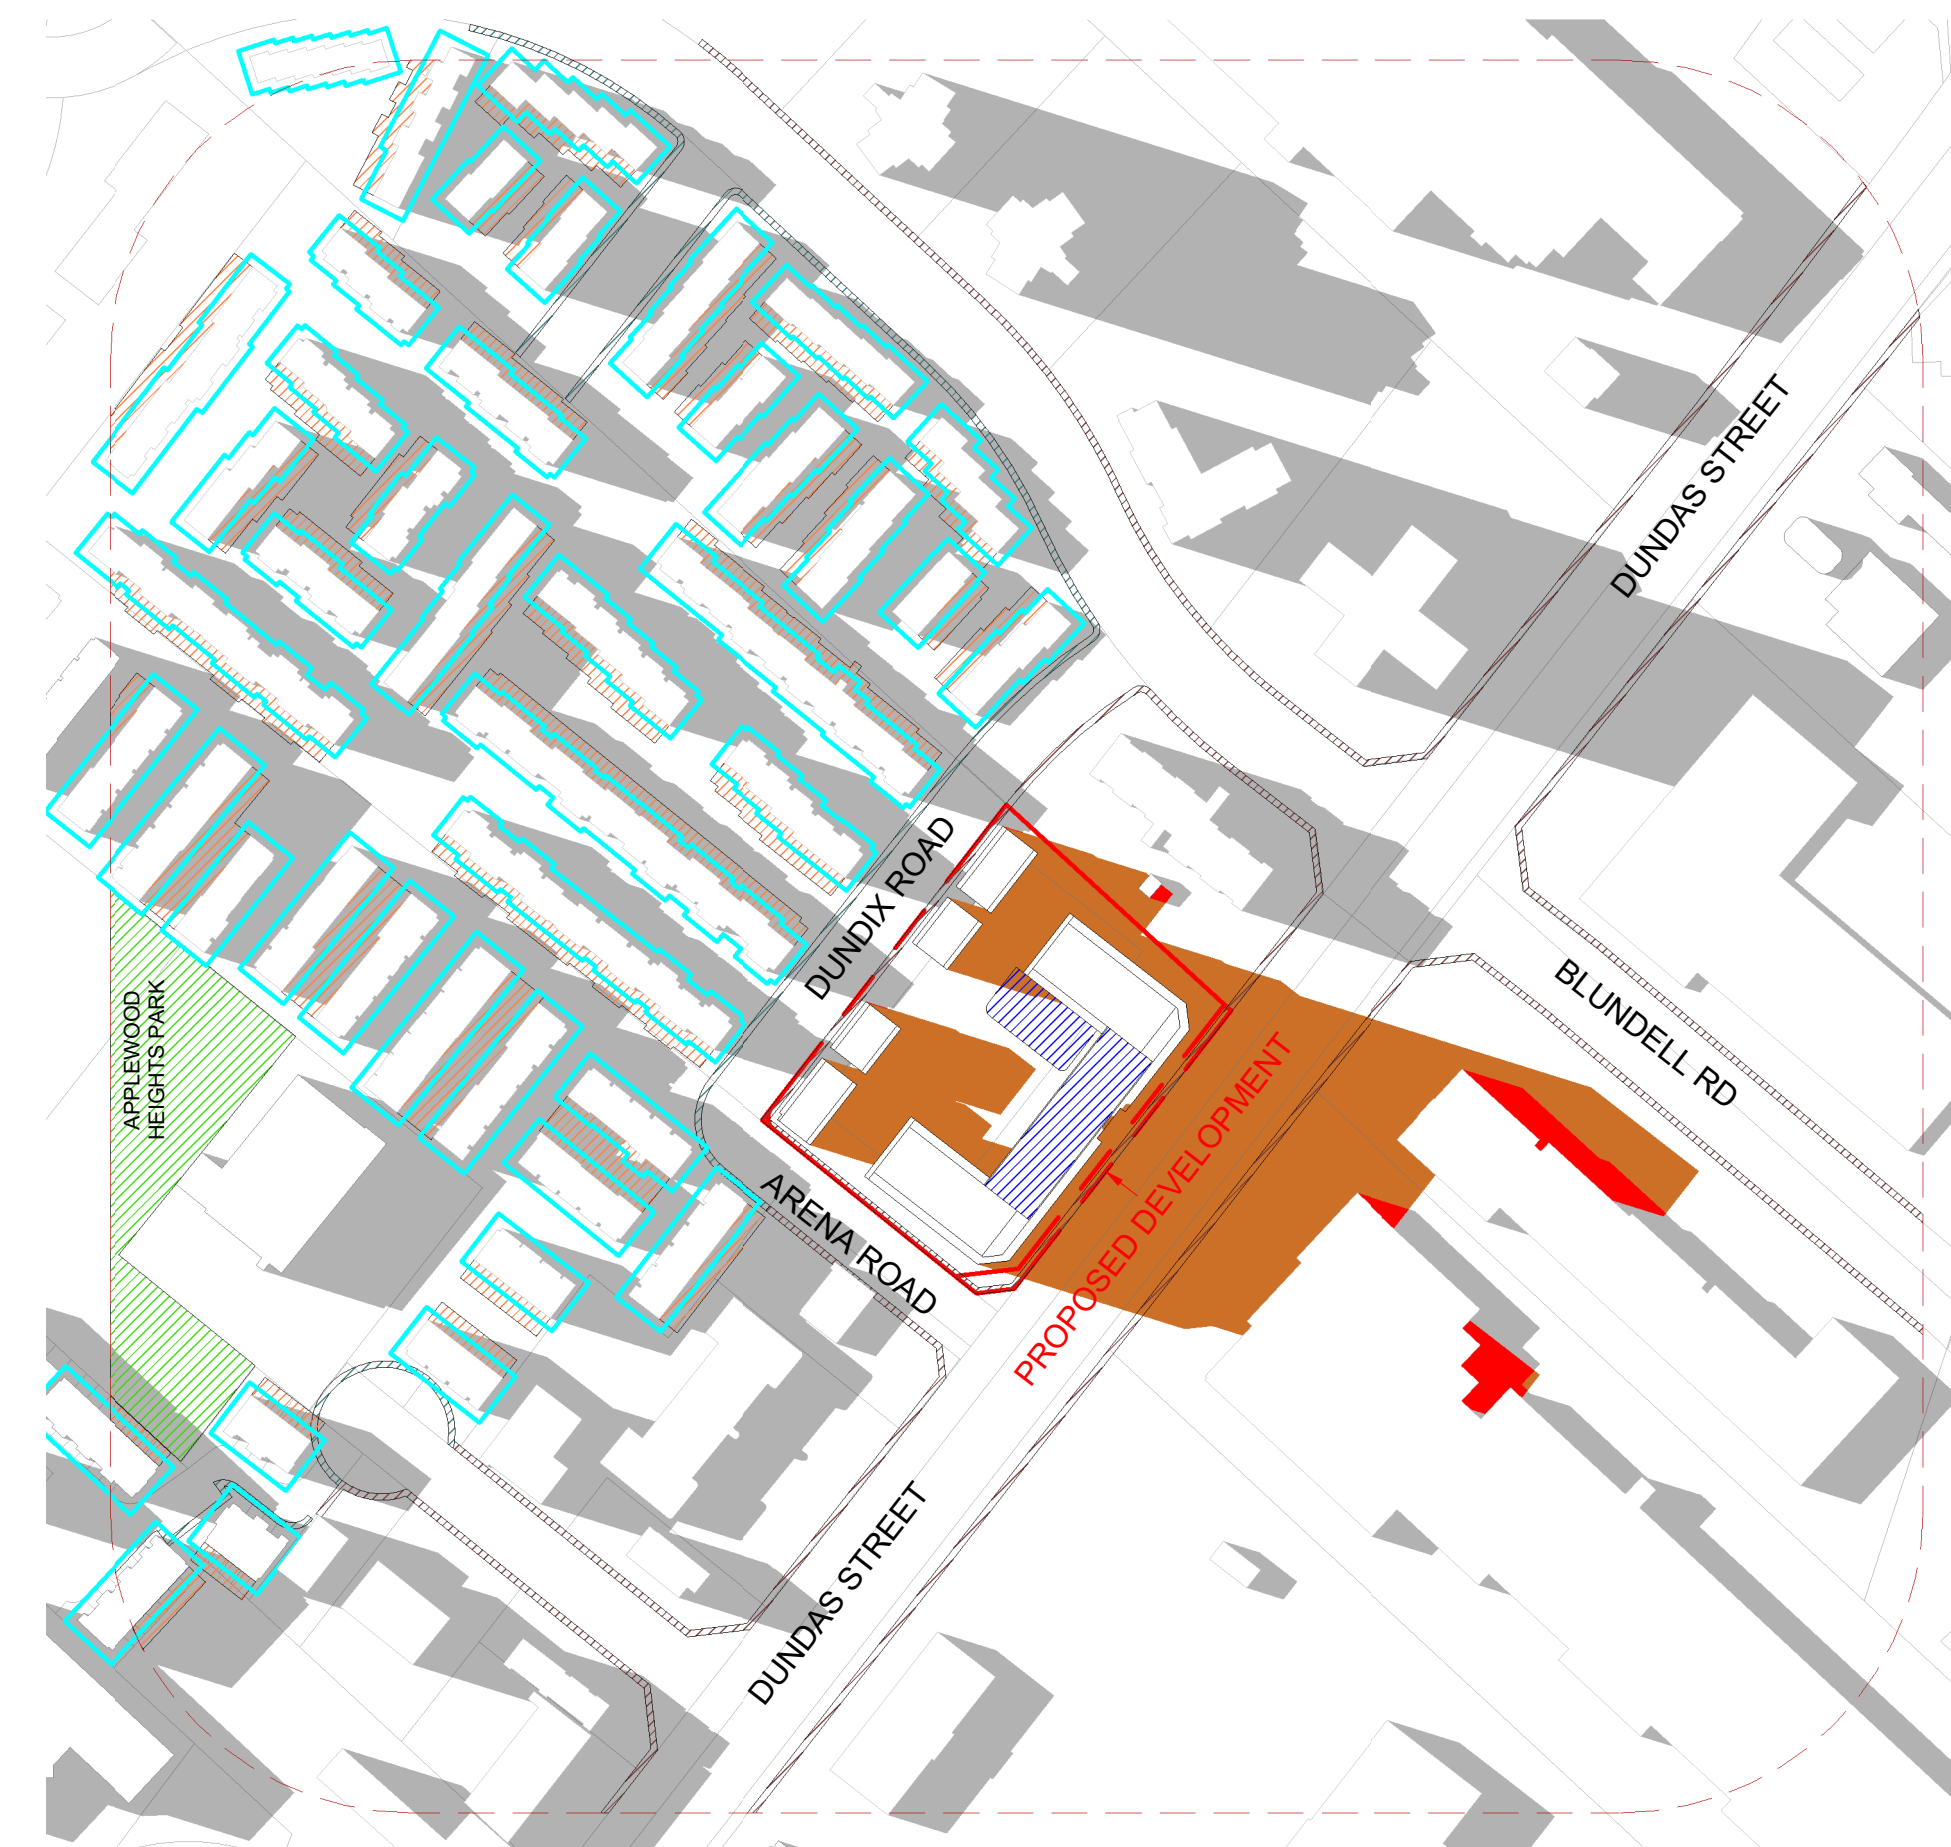 DUNDAS STREET
DUNDIX ROAD
BLUNDELL RD
APPLEWOOD
HEIGHTS PARK
PROPOSED DEVELOPMENT
ARENA ROAD
DUNDAS STREET